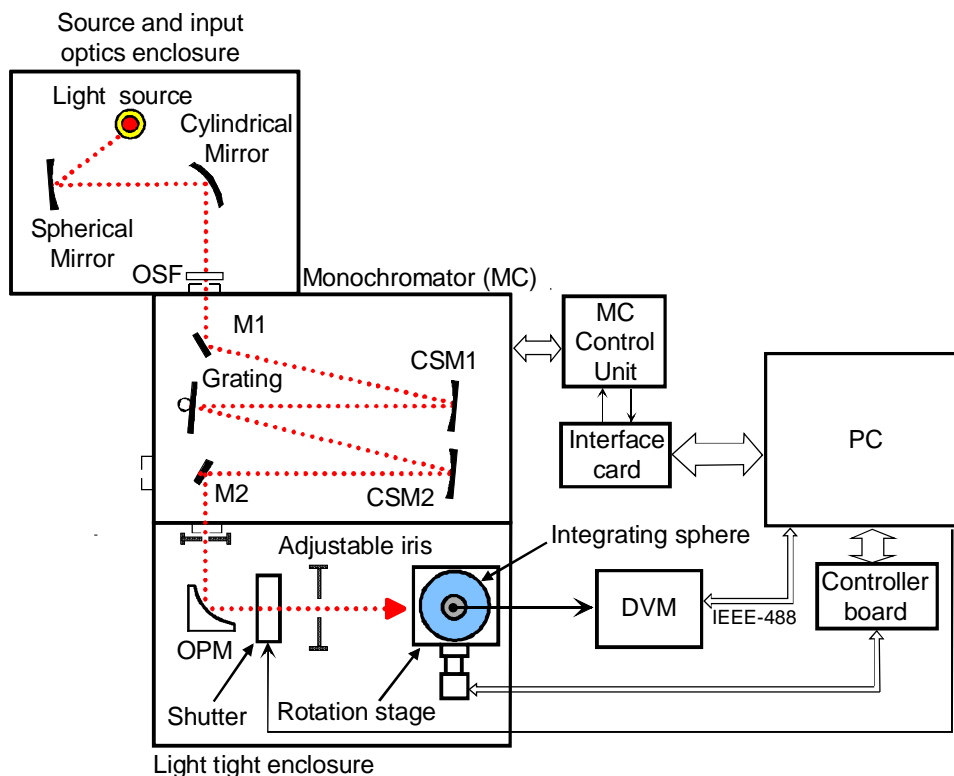 Source and input
optics enclosure
Light source
Cylindrical
Mirror
Spherical
Mirror
OSF
Monochromator (MC)
M1
Grating
CSM1
M2
CSM2
MC
Control
Unit
Interface
card
PC
Adjustable iris
Integrating sphere
OPM
Shutter
Rotation stage
DVM
IEEE-488
Controller
board
Light tight enclosure